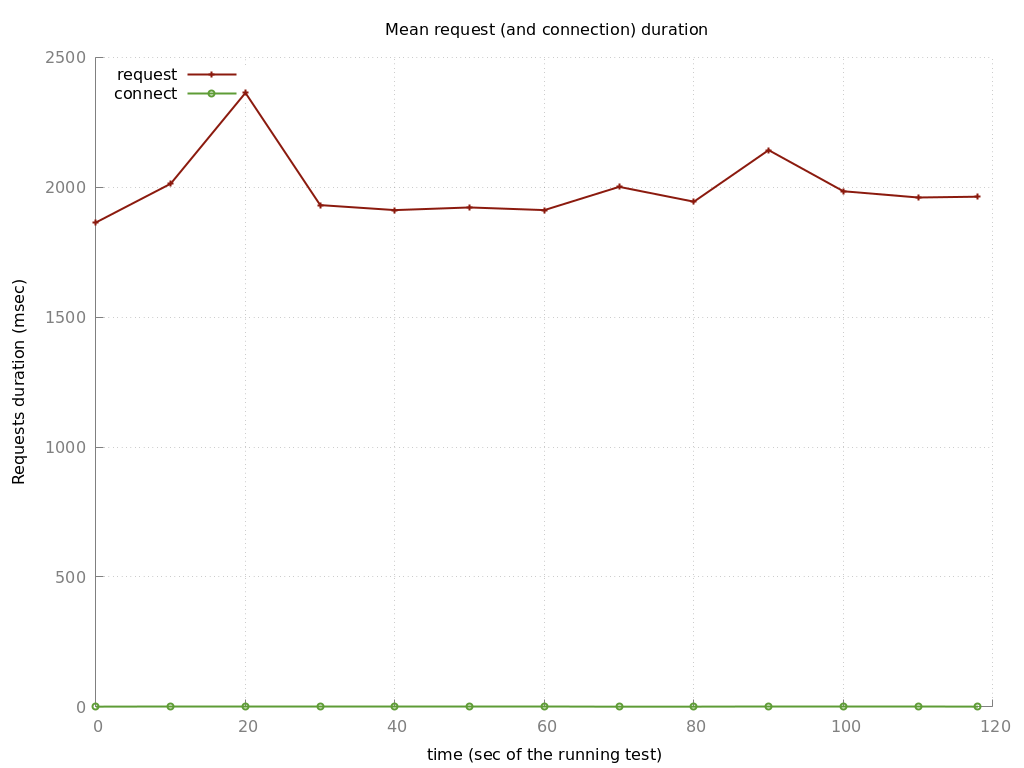 Mean request (and connection) duration
2500
request
connect
2000
1500
1000
500
0
Requests duration (msec)
0 20 40 60 80 100 120
time (sec of the running test)